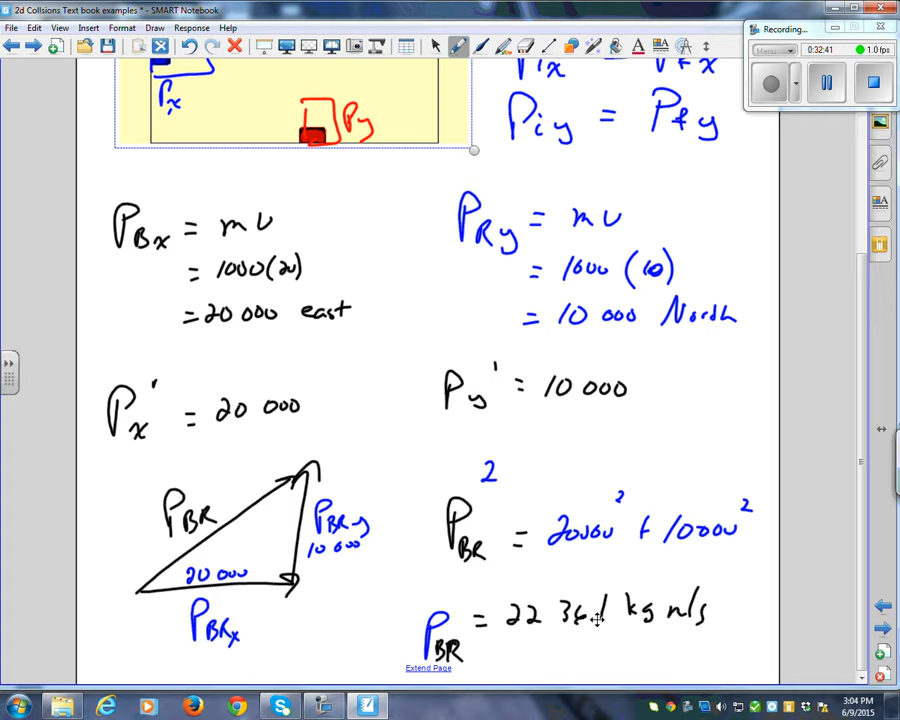 2d Collsions Text book examples * - SMART Notebook
File Edit View Insert Format Draw Response Help
Recording...
Menu 32:41 1.0 fps
Pix = Pfx
Px
Py
Piy = Pfy
PBx = mv
= 1000(20)
= 20 000 east
PRy = mv
= 1000 (10)
= 10 000 North
Px' = 20 000
Py' = 10 000
PBR
PBRy
10 000
20 000
PBRx
PBR² = 20000² + 10000²
PBR = 22 361 kg m/s
Extend Page
3:04 PM
6/9/2015